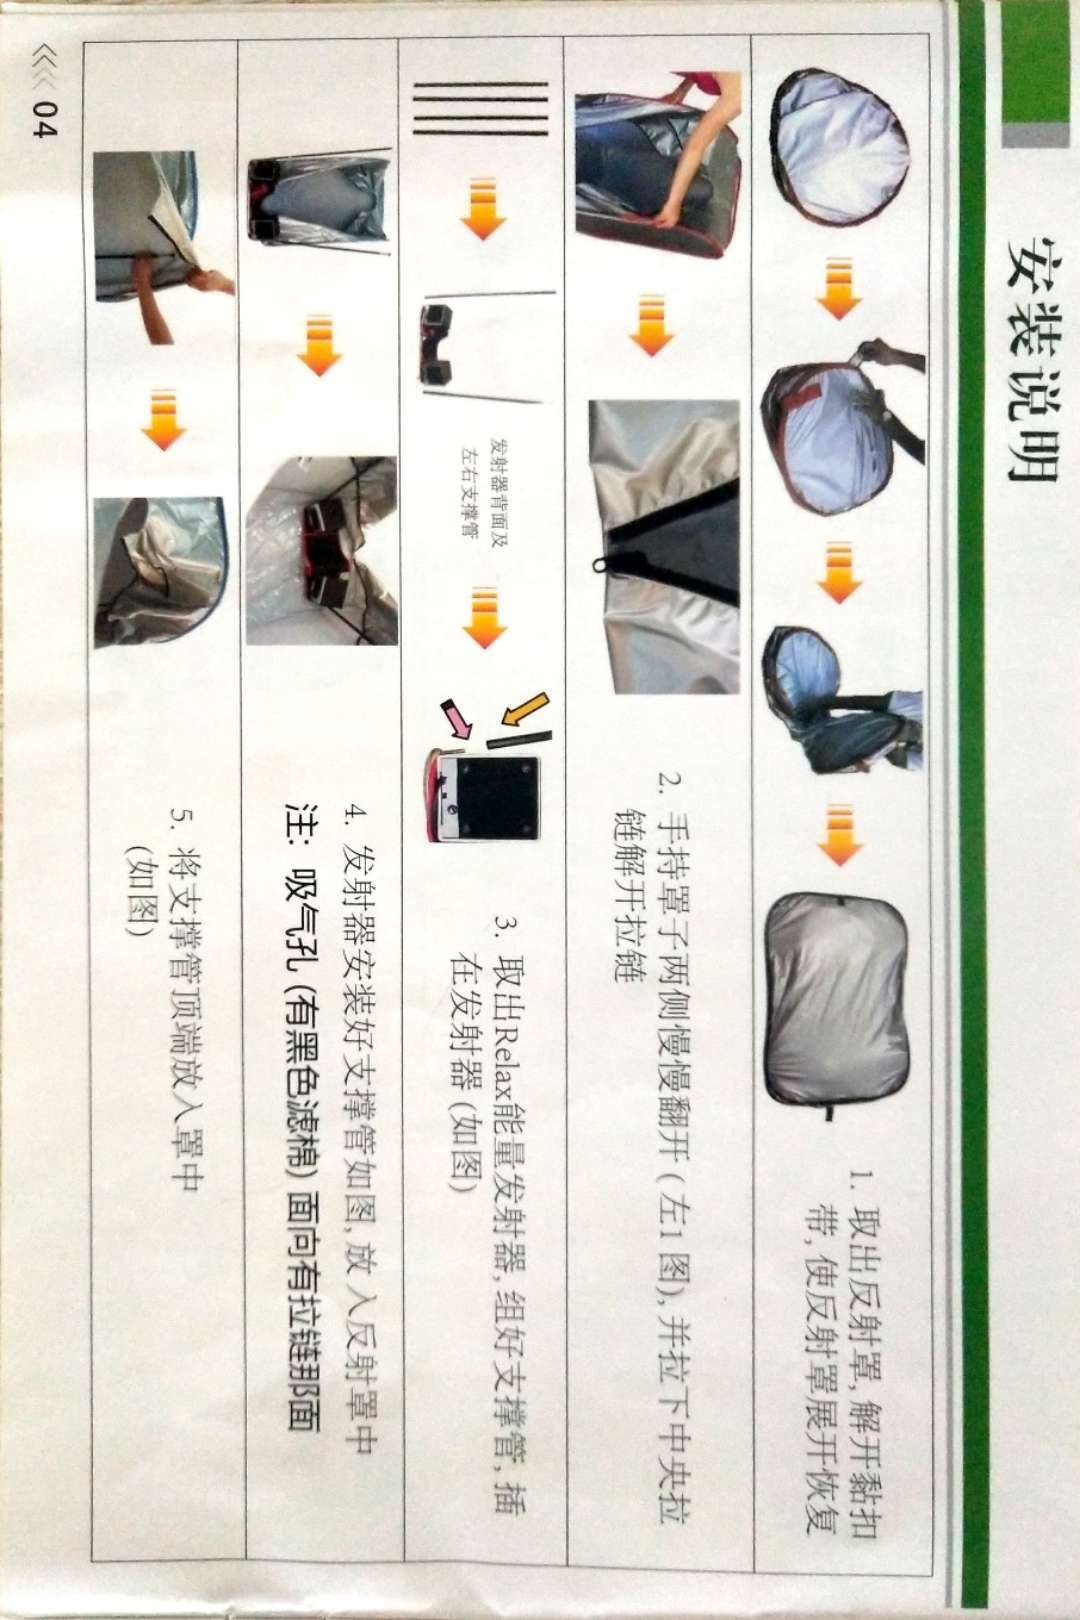 安装说明
1. 取出反射罩, 解开黏扣
带, 使反射罩展开恢复
2. 手持罩子两侧慢慢翻开 (左1 图), 并拉下中央拉
链解开拉链
发射器背面及
左右支撑管
3. 取出Relax能量发射器, 组好支撑管, 插
在发射器 (如图)
4. 发射器安装好支撑管如图, 放入反射罩中
注: 吸气孔 (有黑色滤棉) 面向有拉链那面
5. 将支撑管顶端放入罩中
(如图)
《《 04